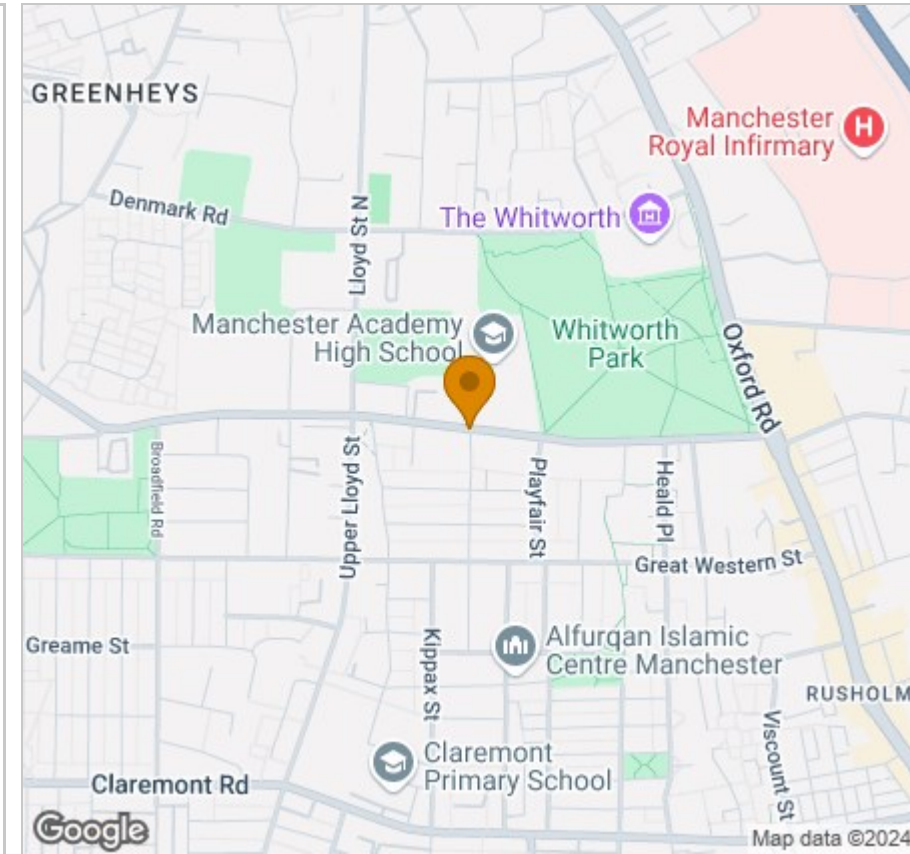 GREENHEYS
Manchester
Royal Infirmary
H
Denmark Rd
Lloyd St N
The Whitworth
Manchester Academy
High School
Whitworth
Park
Oxford Rd
Broadfield Rd
Upper Lloyd St
Playfair St
Heald Pl
Great Western St
Greame St
Kippax St
Alfurqan Islamic
Centre Manchester
RUSHOLM
Viscount St
Claremont
Primary School
Claremont Rd
Google
Map data ©2024